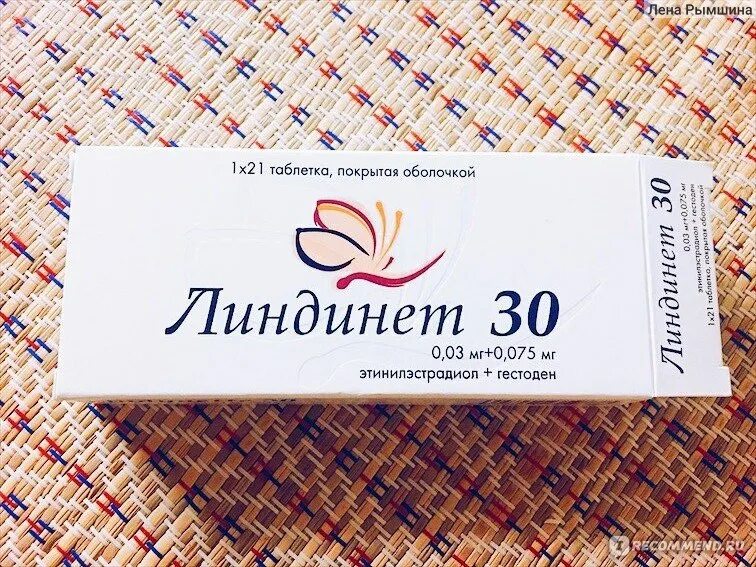 Лена Рымшина
1x21 таблетка, покрытая оболочкой
Линдинет 30
0,03 мг+0,075 мг
этинилэстрадиол + гестоден
Линдинет 30
0,03 мг+0,075 мг
этинилэстрадиол + гестоден
1x21 таблетка, покрытая оболочкой
IRECOMMEND.RU